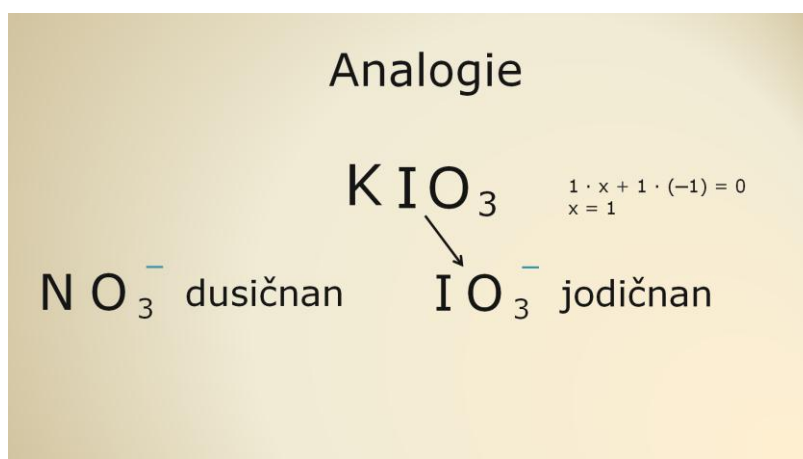 Analogie
KIO₃
1 · x + 1 · (−1) = 0
x = 1
NO₃⁻ dusičnan
IO₃⁻ jodičnan